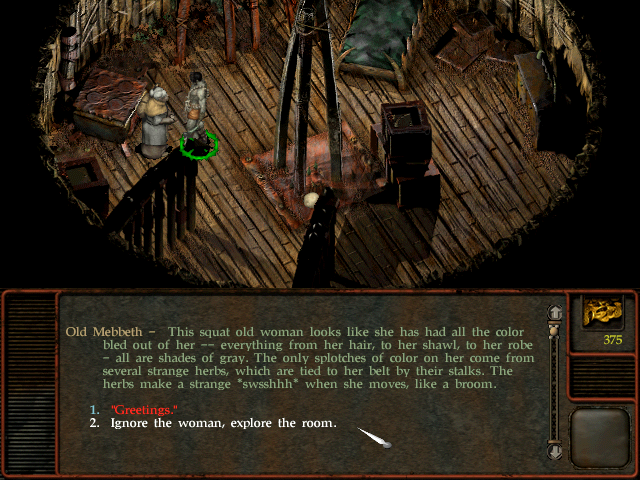 Old Mebbeth – This squat old woman looks like she has had all the color
bled out of her –– everything from her hair, to her shawl, to her robe
– all are shades of gray. The only splotches of color on her come from
several strange herbs, which are tied to her belt by their stalks. The
herbs make a strange *swsshhh* when she moves, like a broom.
1. "Greetings."
2. Ignore the woman, explore the room.
375